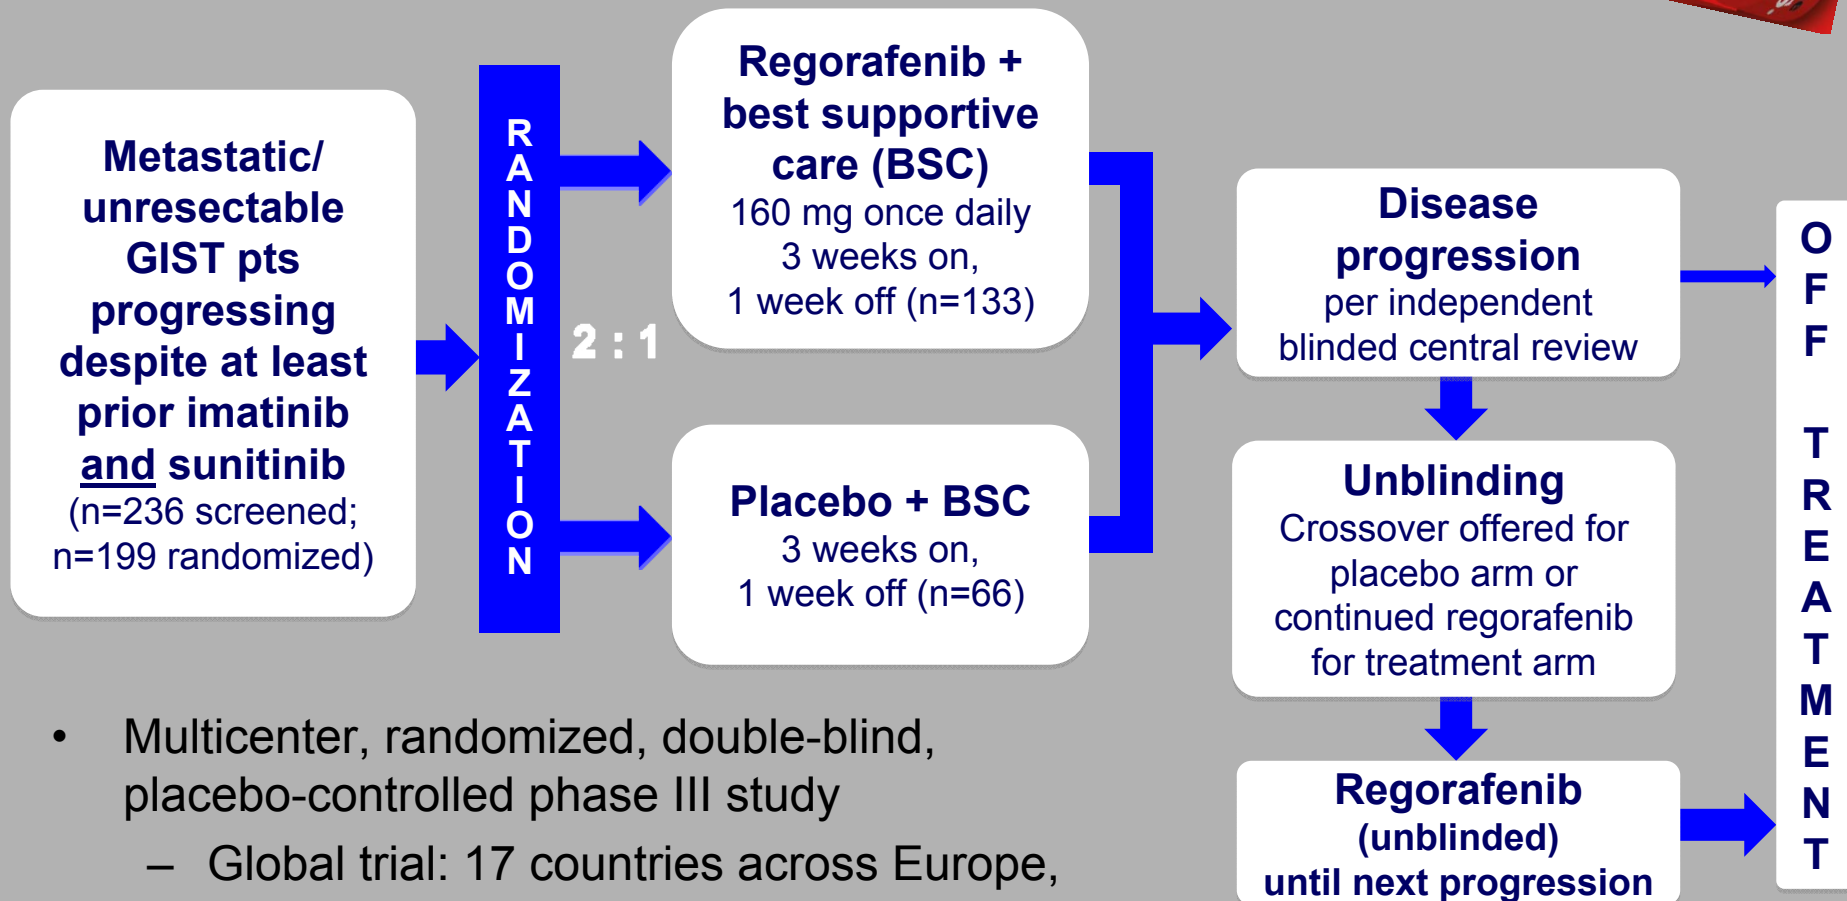 Metastatic/
unresectable
GIST pts
progressing
despite at least
prior imatinib
and sunitinib
(n=236 screened;
n=199 randomized)
RANDOMIZATION
2 : 1
Regorafenib +
best supportive
care (BSC)
160 mg once daily
3 weeks on,
1 week off (n=133)
Placebo + BSC
3 weeks on,
1 week off (n=66)
Disease
progression
per independent
blinded central review
Unblinding
Crossover offered for
placebo arm or
continued regorafenib
for treatment arm
Regorafenib
(unblinded)
until next progression
OFF TREATMENT
• Multicenter, randomized, double-blind,
placebo-controlled phase III study
– Global trial: 17 countries across Europe,